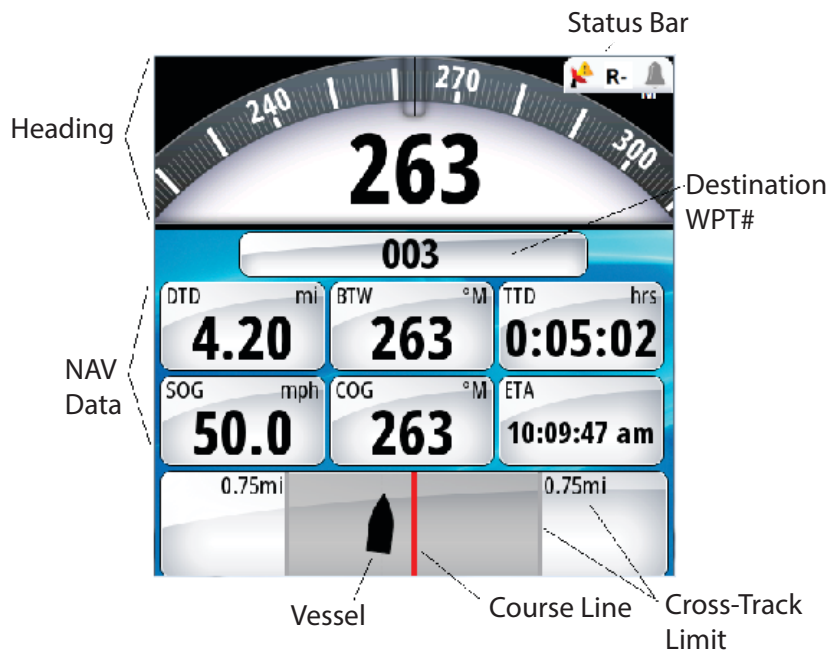 Status Bar
R-
M
240
270
300
Heading
263
Destination
WPT#
003
DTD mi
4.20
BTW °M
263
TTD hrs
0:05:02
NAV
Data
SOG mph
50.0
COG °M
263
ETA
10:09:47 am
0.75mi
0.75mi
Vessel
Course Line
Cross-Track
Limit